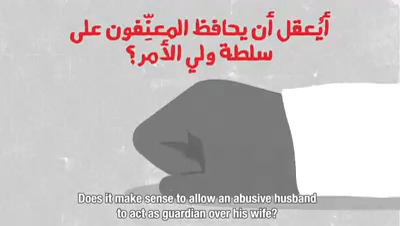 أيُعقل أن يحافظ المعنِّفون على
سلطة ولي الأمر؟
Does it make sense to allow an abusive husband
to act as guardian over his wife?